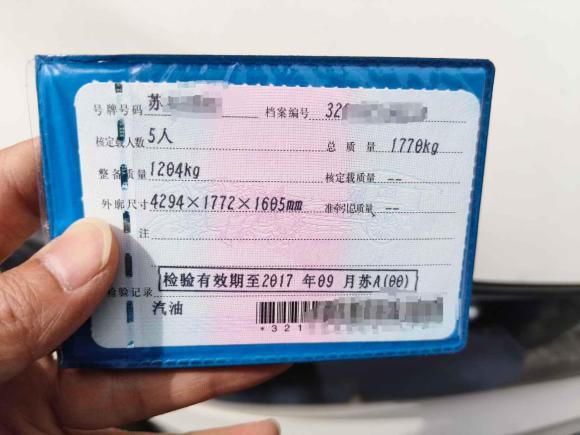 号牌号码 苏 档案编号 32
核定载人数 5人 总质量 1770kg
整备质量 1204kg 核定载质量 --
外廓尺寸 4294×1772×1605mm 准牵引总质量 --
注
检验有效期至2017年09月苏A(00)
检验记录
汽油 *321